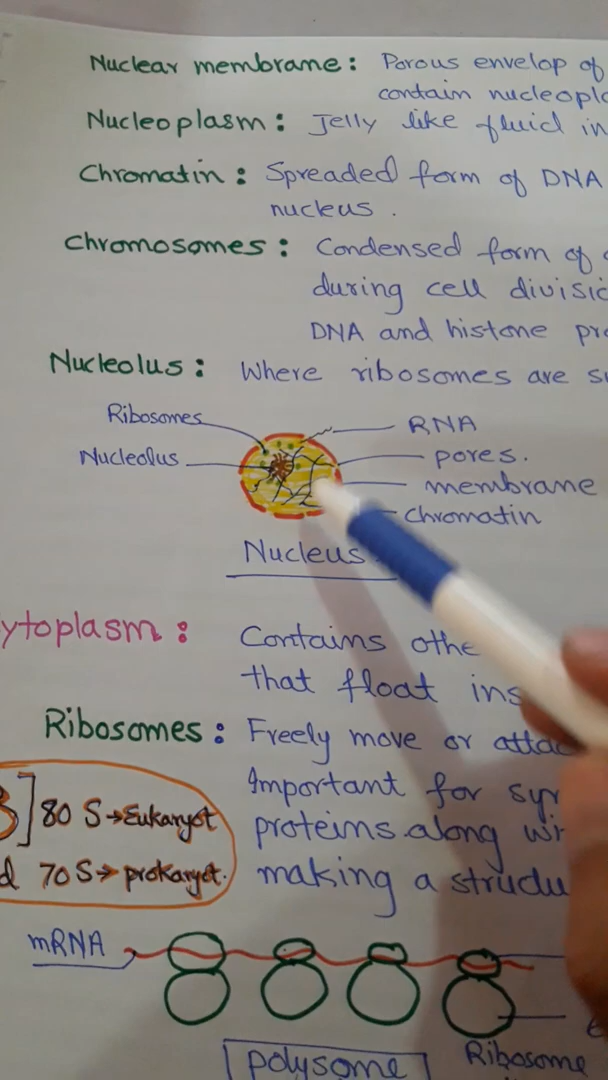 Nuclear membrane: Porous envelop of
contain nucleopl
Nucleoplasm: Jelly like fluid in
Chromatin: Spreaded form of DNA
nucleus.
Chromosomes: Condensed form of
during cell divisi
DNA and histone pr
Nucleolus: Where ribosomes are s
Ribosomes
RNA
Nucleolus
pores.
membrane
Chromatin
Nucleus
ytoplasm: Contains othe
that float ins
Ribosomes: Freely move or attac
Important for syn
] 80 S→Eukaryot
proteins along wi
d 70 S→ prokaryot.
making a structu
mRNA
polysome
Ribosome